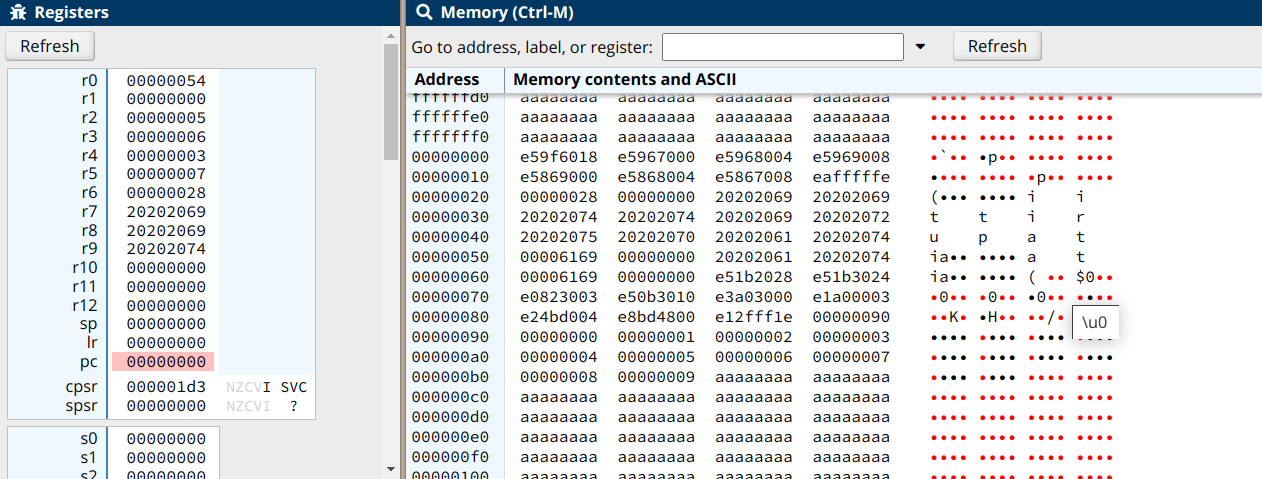 Registers
Refresh
r0 00000054
r1 00000000
r2 00000005
r3 00000006
r4 00000003
r5 00000007
r6 00000028
r7 20202069
r8 20202069
r9 20202074
r10 00000000
r11 00000000
r12 00000000
sp 00000000
lr 00000000
pc 00000000
cpsr 000001d3 NZCVI SVC
spsr 00000000 NZCVI ?
s0 00000000
s1 00000000
s2
Memory (Ctrl-M)
Go to address, label, or register: Refresh
Address Memory contents and ASCII
ffffffd0 aaaaaaaa aaaaaaaa aaaaaaaa aaaaaaaa
ffffffe0 aaaaaaaa aaaaaaaa aaaaaaaa aaaaaaaa
fffffff0 aaaaaaaa aaaaaaaa aaaaaaaa aaaaaaaa
00000000 e59f6018 e5967000 e5968004 e5969008 •`•• •p•• •••• ••••
00000010 e5869000 e5868004 e5867008 eafffffe •••• •••• •p•• ••••
00000020 00000028 00000000 20202069 20202069 (••• •••• i i
00000030 20202074 20202074 20202069 20202072 t t i r
00000040 20202075 20202070 20202061 20202074 u p a t
00000050 00006169 00000000 20202061 20202074 ia•• •••• a t
00000060 00006169 00000000 e51b2028 e51b3024 ia•• •••• ( •• $0••
00000070 e0823003 e50b3010 e3a03000 e1a00003 •0•• •0•• •0•• ••••
00000080 e24bd004 e8bd4800 e12fff1e 00000090 ••K• •H•• ••/•
00000090 00000000 00000001 00000002 00000003 •••• •••• •••• ••••
000000a0 00000004 00000005 00000006 00000007 •••• •••• •••• ••••
000000b0 00000008 00000009 aaaaaaaa aaaaaaaa •••• •••• •••• ••••
000000c0 aaaaaaaa aaaaaaaa aaaaaaaa aaaaaaaa •••• •••• •••• ••••
000000d0 aaaaaaaa aaaaaaaa aaaaaaaa aaaaaaaa •••• •••• •••• ••••
000000e0 aaaaaaaa aaaaaaaa aaaaaaaa aaaaaaaa •••• •••• •••• ••••
000000f0 aaaaaaaa aaaaaaaa aaaaaaaa aaaaaaaa •••• •••• •••• ••••
00000100 aaaaaaaa aaaaaaaa aaaaaaaa aaaaaaaa •••• •••• •••• ••••
\u0